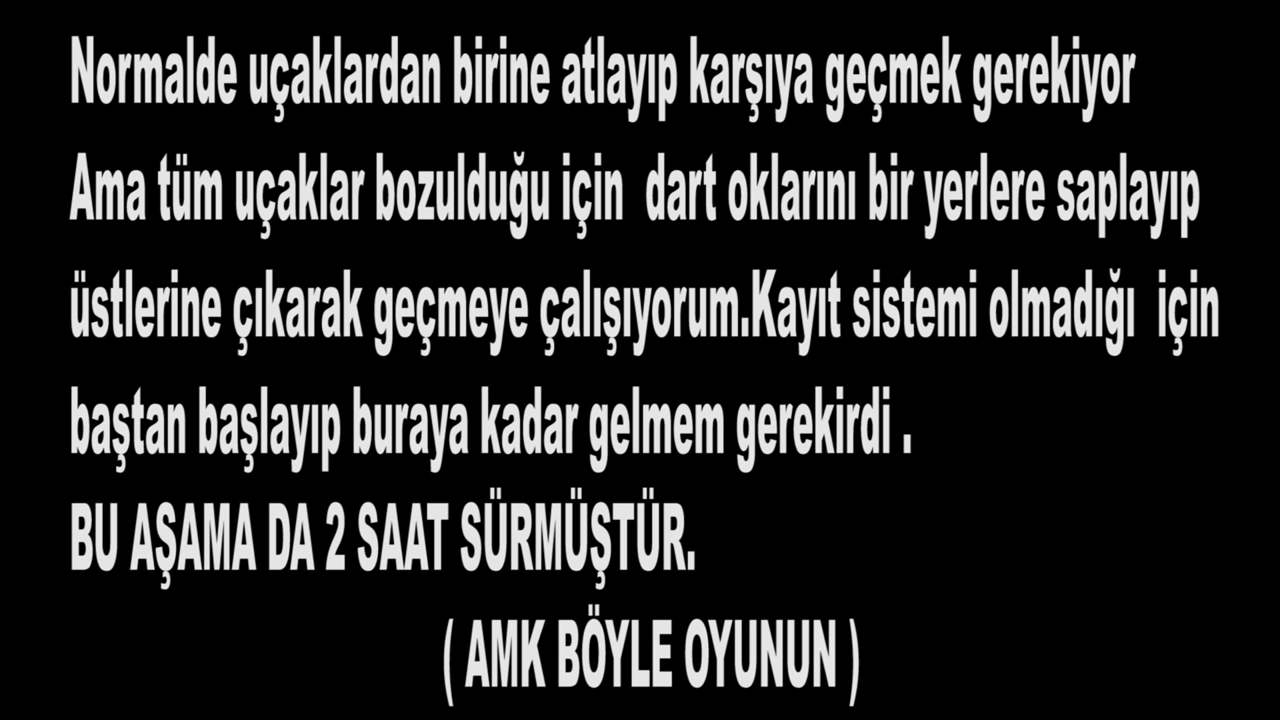 Normalde uçaklardan birine atlayıp karşıya geçmek gerekiyor
Ama tüm uçaklar bozulduğu için dart oklarını bir yerlere saplayıp
üstlerine çıkarak geçmeye çalışıyorum.Kayıt sistemi olmadığı için
baştan başlayıp buraya kadar gelmem gerekirdi .
BU AŞAMA DA 2 SAAT SÜRMÜŞTÜR.
( AMK BÖYLE OYUNUN )